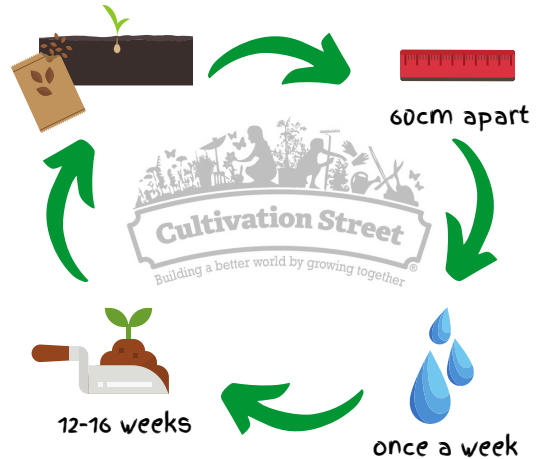 60cm apart
Cultivation Street
®
Building a better world by growing together
12-16 weeks
once a week